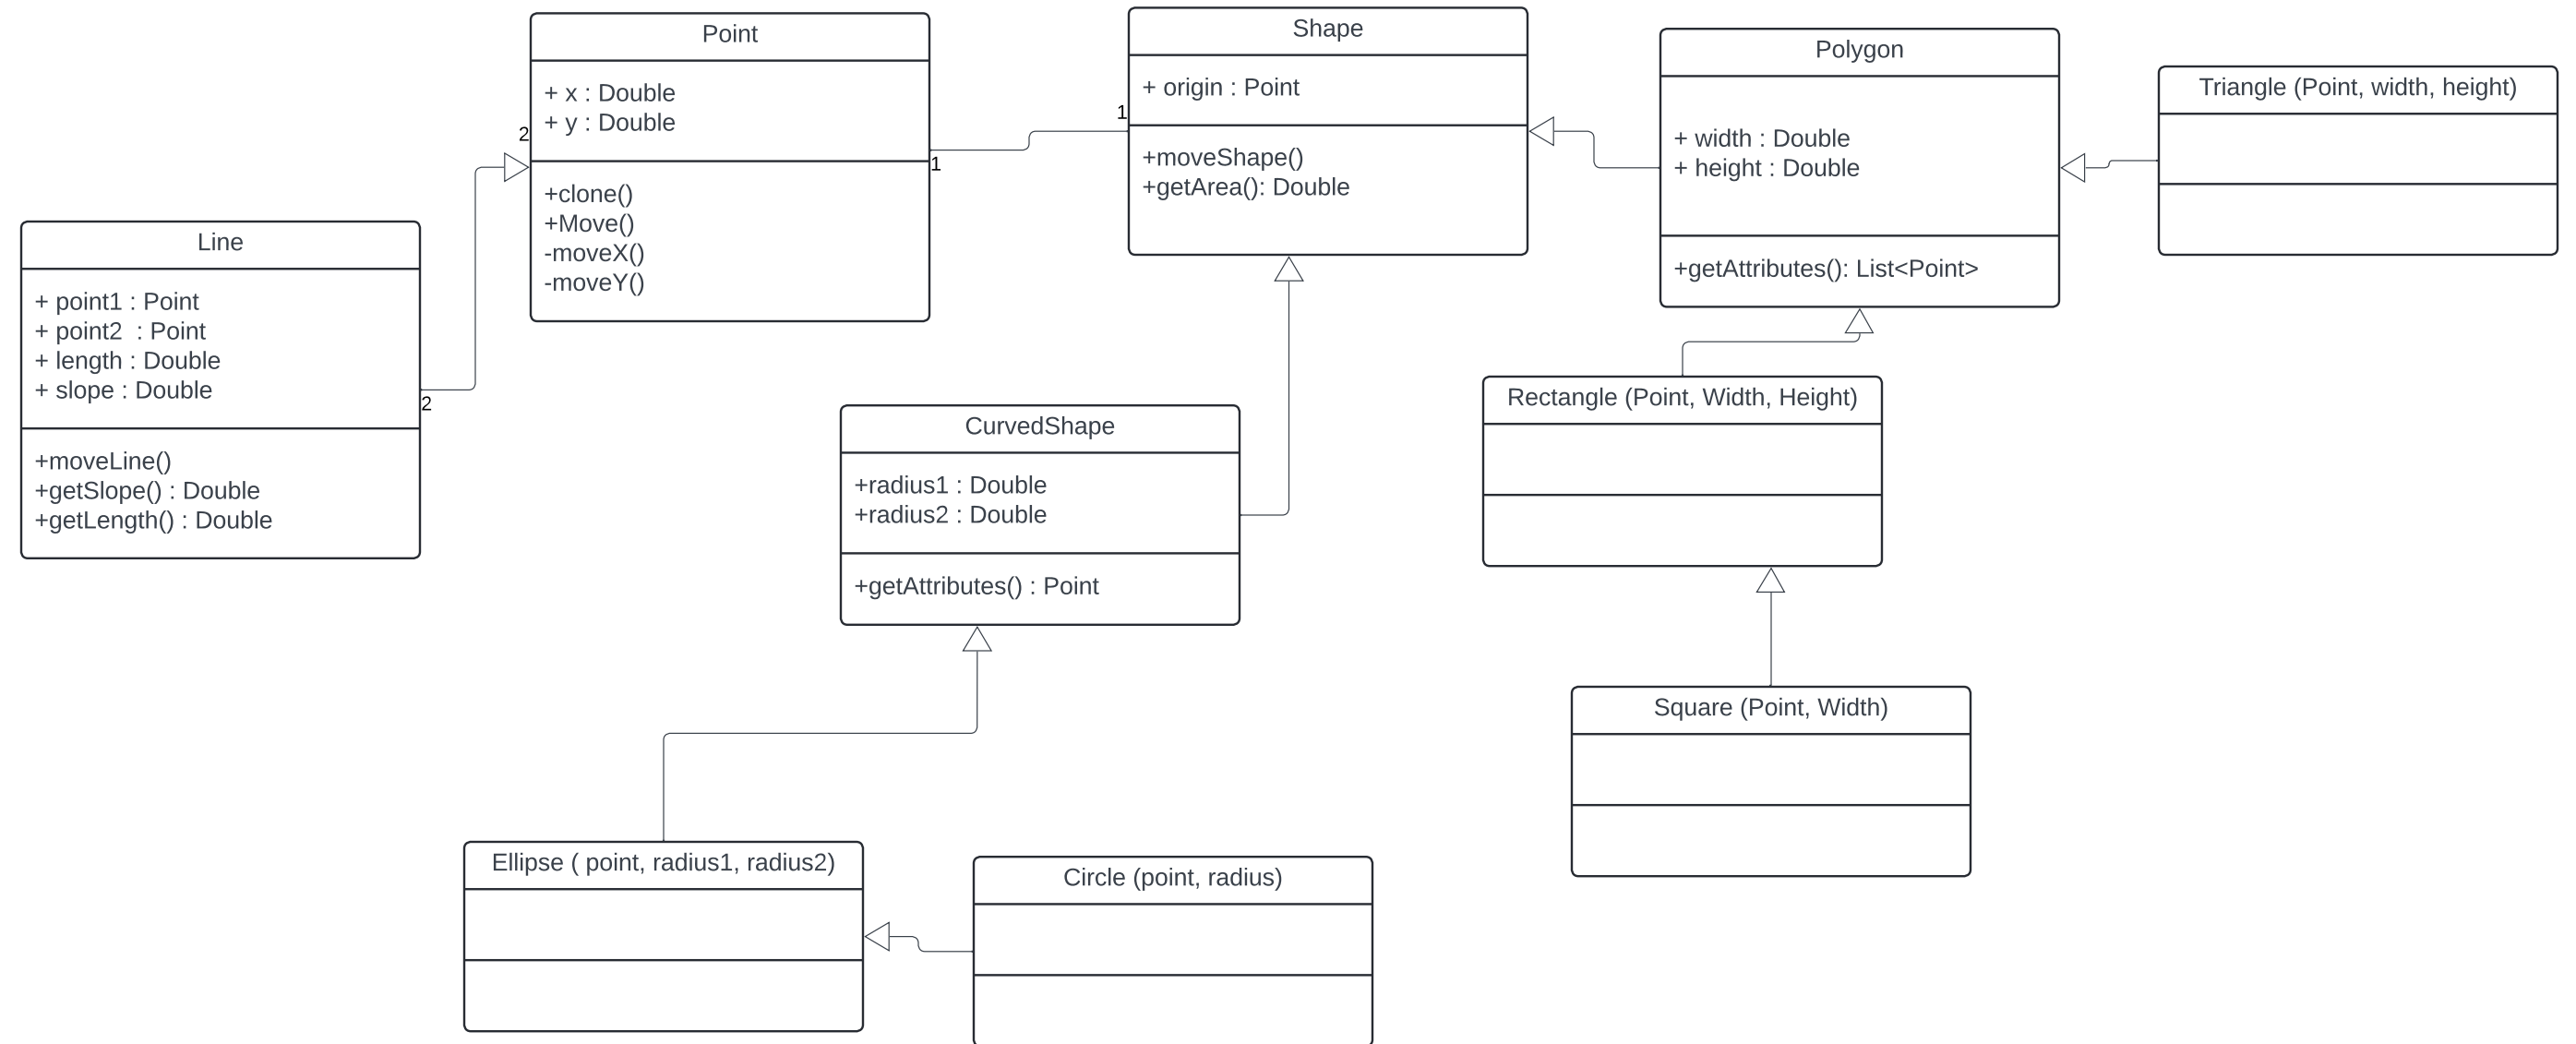 Point
+ x : Double
+ y : Double
+clone()
+Move()
-moveX()
-moveY()
2
1
Shape
+ origin : Point
+moveShape()
+getArea(): Double
1
Polygon
+ width : Double
+ height : Double
+getAttributes(): List<Point>
Triangle (Point, width, height)
Line
+ point1 : Point
+ point2  : Point
+ length : Double
+ slope : Double
+moveLine()
+getSlope() : Double
+getLength() : Double
2
CurvedShape
+radius1 : Double
+radius2 : Double
+getAttributes() : Point
Rectangle (Point, Width, Height)
Square (Point, Width)
Ellipse ( point, radius1, radius2)
Circle (point, radius)